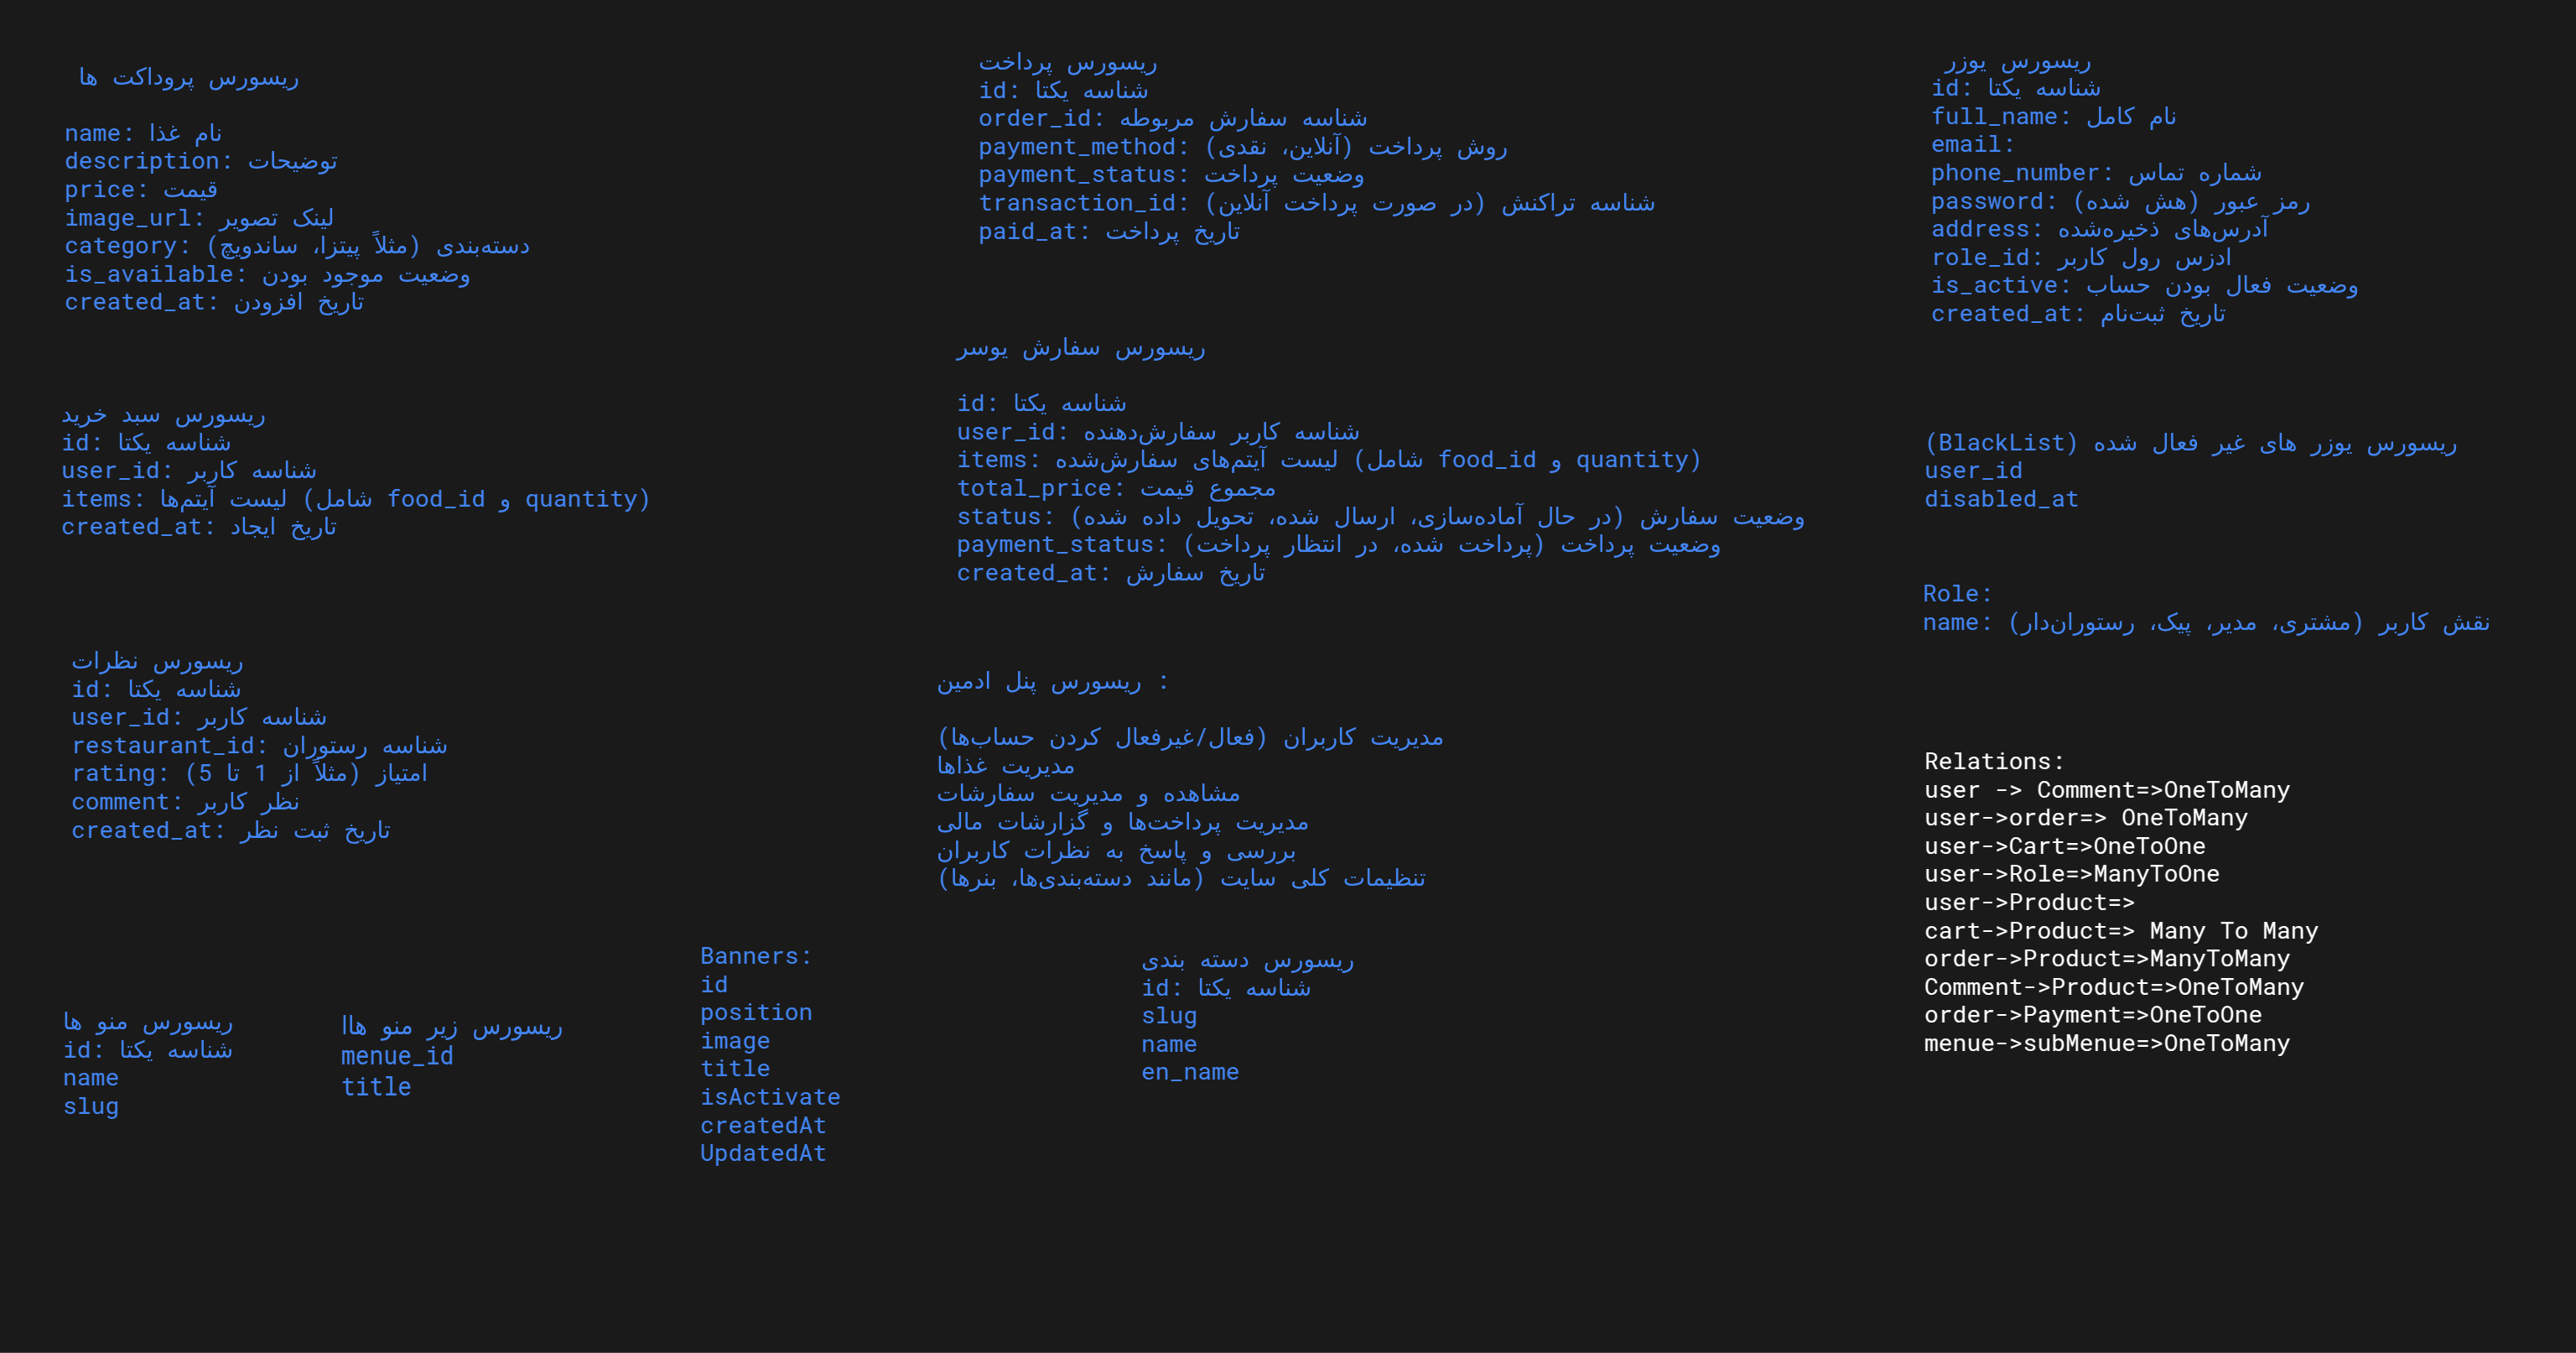 ریسورس پروداکت ها
name: نام غذا
description: توضیحات
price: قیمت
image_url: لینک تصویر
category: دسته‌بندی (مثلاً پیتزا، ساندویچ)
is_available: وضعیت موجود بودن
created_at: تاریخ افزودن
ریسورس سبد خرید
id: شناسه یکتا
user_id: شناسه کاربر
items: لیست آیتم‌ها (شامل food_id و quantity)
created_at: تاریخ ایجاد
ریسورس نظرات
id: شناسه یکتا
user_id: شناسه کاربر
restaurant_id: شناسه رستوران
rating: امتیاز (مثلاً از 1 تا 5)
comment: نظر کاربر
created_at: تاریخ ثبت نظر
ریسورس منو ها
id: شناسه یکتا
name
slug
ریسورس زیر منو هاا
menue_id
title
Banners:
id
position
image
title
isActivate
createdAt
UpdatedAt
ریسورس پرداخت
id: شناسه یکتا
order_id: شناسه سفارش مربوطه
payment_method: روش پرداخت (آنلاین، نقدی)
payment_status: وضعیت پرداخت
transaction_id: شناسه تراکنش (در صورت پرداخت آنلاین)
paid_at: تاریخ پرداخت
ریسورس سفارش یوسر
id: شناسه یکتا
user_id: شناسه کاربر سفارش‌دهنده
items: لیست آیتم‌های سفارش‌شده (شامل food_id و quantity)
total_price: مجموع قیمت
status: وضعیت سفارش (در حال آماده‌سازی، ارسال شده، تحویل داده شده)
payment_status: وضعیت پرداخت (پرداخت شده، در انتظار پرداخت)
created_at: تاریخ سفارش
ریسورس پنل ادمین :
مدیریت کاربران (فعال/غیرفعال کردن حساب‌ها)
مدیریت غذاها
مشاهده و مدیریت سفارشات
مدیریت پرداخت‌ها و گزارشات مالی
بررسی و پاسخ به نظرات کاربران
تنظیمات کلی سایت (مانند دسته‌بندی‌ها، بنرها)
ریسورس دسته بندی
id: شناسه یکتا
slug
name
en_name
ریسورس یوزر
id: شناسه یکتا
full_name: نام کامل
email:
phone_number: شماره تماس
password: رمز عبور (هش شده)
address: آدرس‌های ذخیره‌شده
role_id: ادزس رول کاربر
is_active: وضعیت فعال بودن حساب
created_at: تاریخ ثبت‌نام
ریسورس یوزر های غیر فعال شده (BlackList)
user_id
disabled_at
Role:
name: نقش کاربر (مشتری، مدیر، پیک، رستوران‌دار)
Relations:
user -> Comment=>OneToMany
user->order=> OneToMany
user->Cart=>OneToOne
user->Role=>ManyToOne
user->Product=>
cart->Product=> Many To Many
order->Product=>ManyToMany
Comment->Product=>OneToMany
order->Payment=>OneToOne
menue->subMenue=>OneToMany